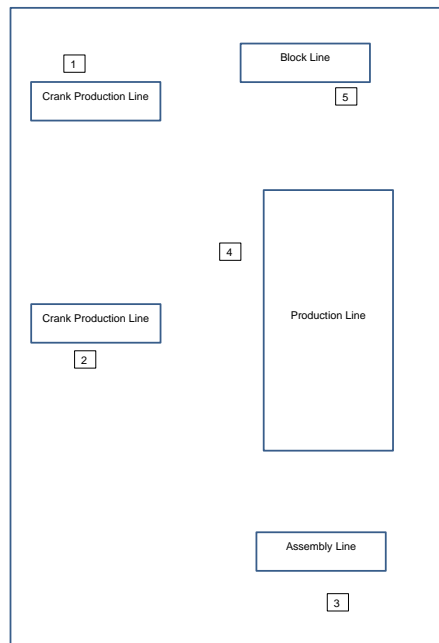 1
Block Line
Crank Production Line
5
4
Crank Production Line
Production Line
2
Assembly Line
3